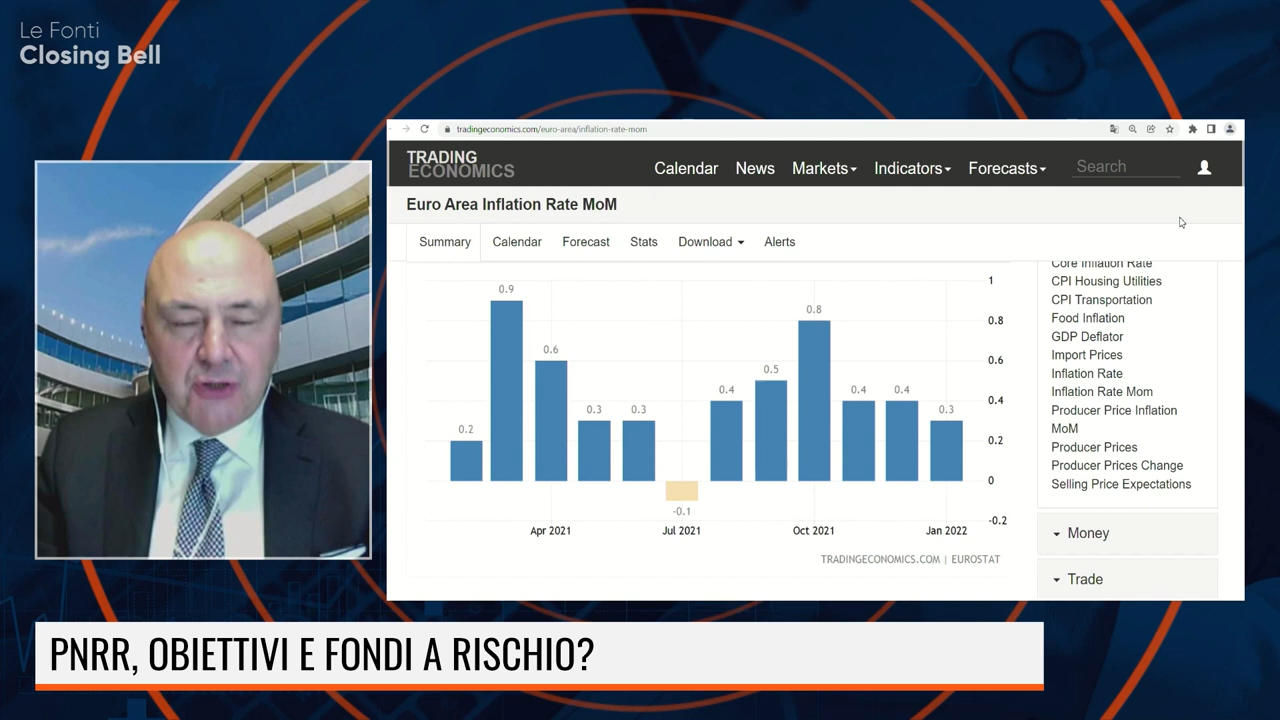 Le Fonti
Closing Bell
tradingeconomics.com/euro-area/inflation-rate-mom
TRADING
ECONOMICS
Calendar News Markets Indicators Forecasts Search
Euro Area Inflation Rate MoM
Summary Calendar Forecast Stats Download Alerts
Core Inflation Rate
CPI Housing Utilities
CPI Transportation
Food Inflation
GDP Deflator
Import Prices
Inflation Rate
Inflation Rate Mom
Producer Price Inflation
MoM
Producer Prices
Producer Prices Change
Selling Price Expectations
Money
Trade
0.2 0.9 0.6 0.3 0.3 -0.1 0.4 0.5 0.8 0.4 0.4 0.3
1
0.8
0.6
0.4
0.2
0
-0.2
Apr 2021 Jul 2021 Oct 2021 Jan 2022
TRADINGECONOMICS.COM | EUROSTAT
PNRR, OBIETTIVI E FONDI A RISCHIO?